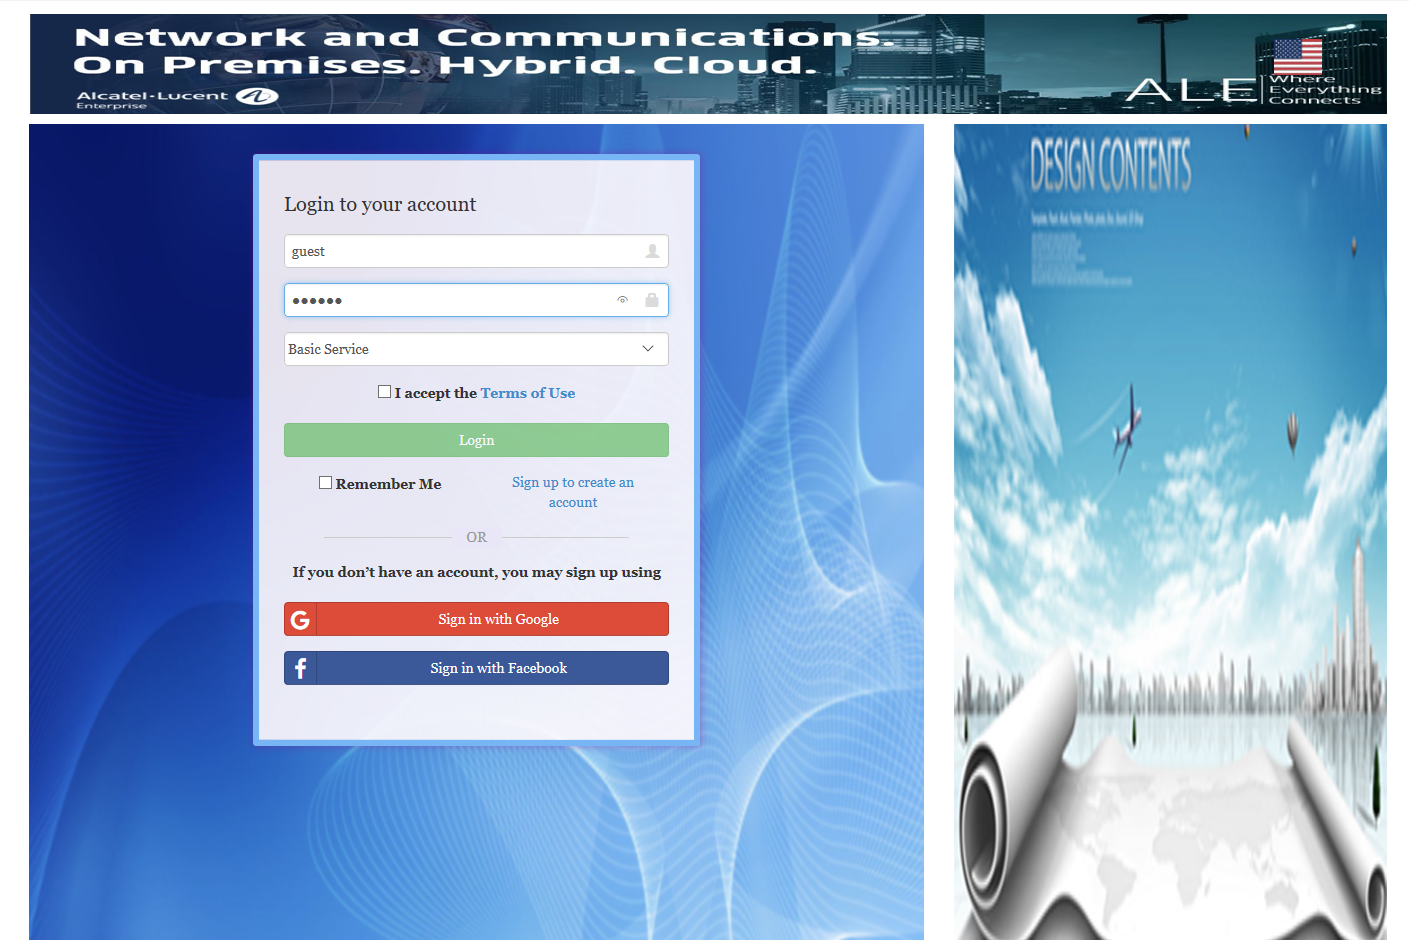 Network and Communications.
On Premises. Hybrid. Cloud.
Alcatel·Lucent
Enterprise
ALE
Where
Everything
Connects
Login to your account
guest
Basic Service
I accept the Terms of Use
Login
Remember Me
Sign up to create an
account
OR
If you don’t have an account, you may sign up using
G
Sign in with Google
f
Sign in with Facebook
DESIGN CONTENTS